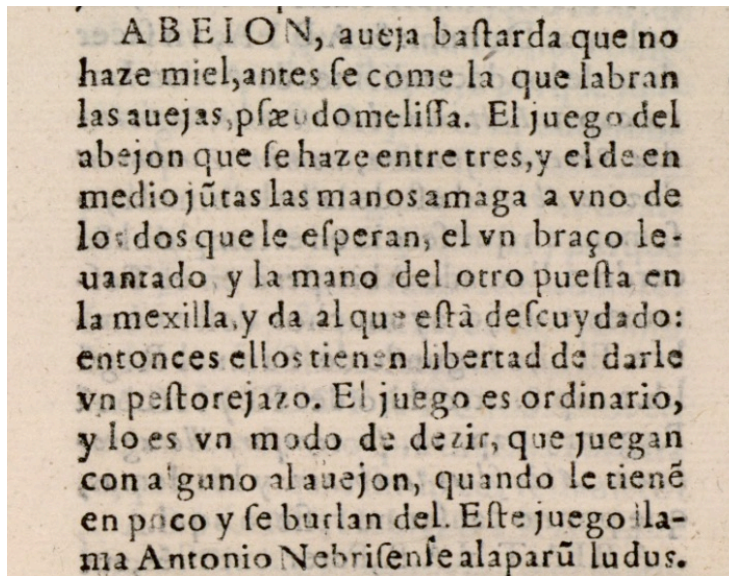 ABEION, aueja baſtarda que no
haze miel,antes ſe come la que labran
las auejas,pſæudomeliſſa. El juego del
abejon que ſe haze entre tres,y el de en
medio jũtas las manos amaga a vno de
los dos que le eſperan, el vn braço le-
uantado, y la mano del otro pueſta en
la mexilla,y da al que eſtà deſcuydado:
entonces ellos tienen libertad de darle
vn peſtorejazo. El juego es ordinario,
y lo es vn modo de dezir, que juegan
con alguno al auejon, quando le tienẽ
en poco y ſe burlan del. Eſte juego lla-
ma Antonio Nebriſenſe alaparũ ludus.